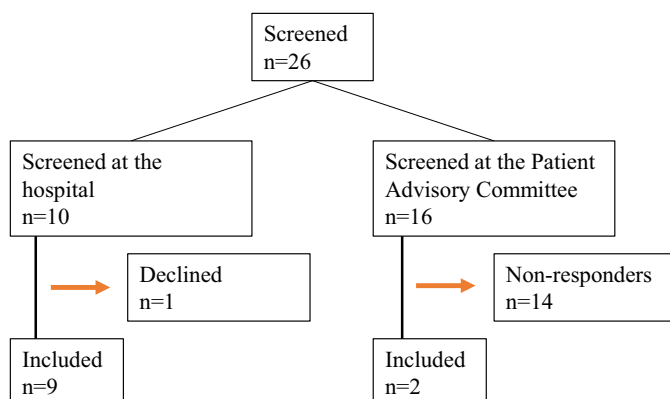 Screened
n=26
Screened at the
hospital
n=10
Screened at the Patient
Advisory Committee
n=16
Declined
n=1
Non-responders
n=14
Included
n=9
Included
n=2